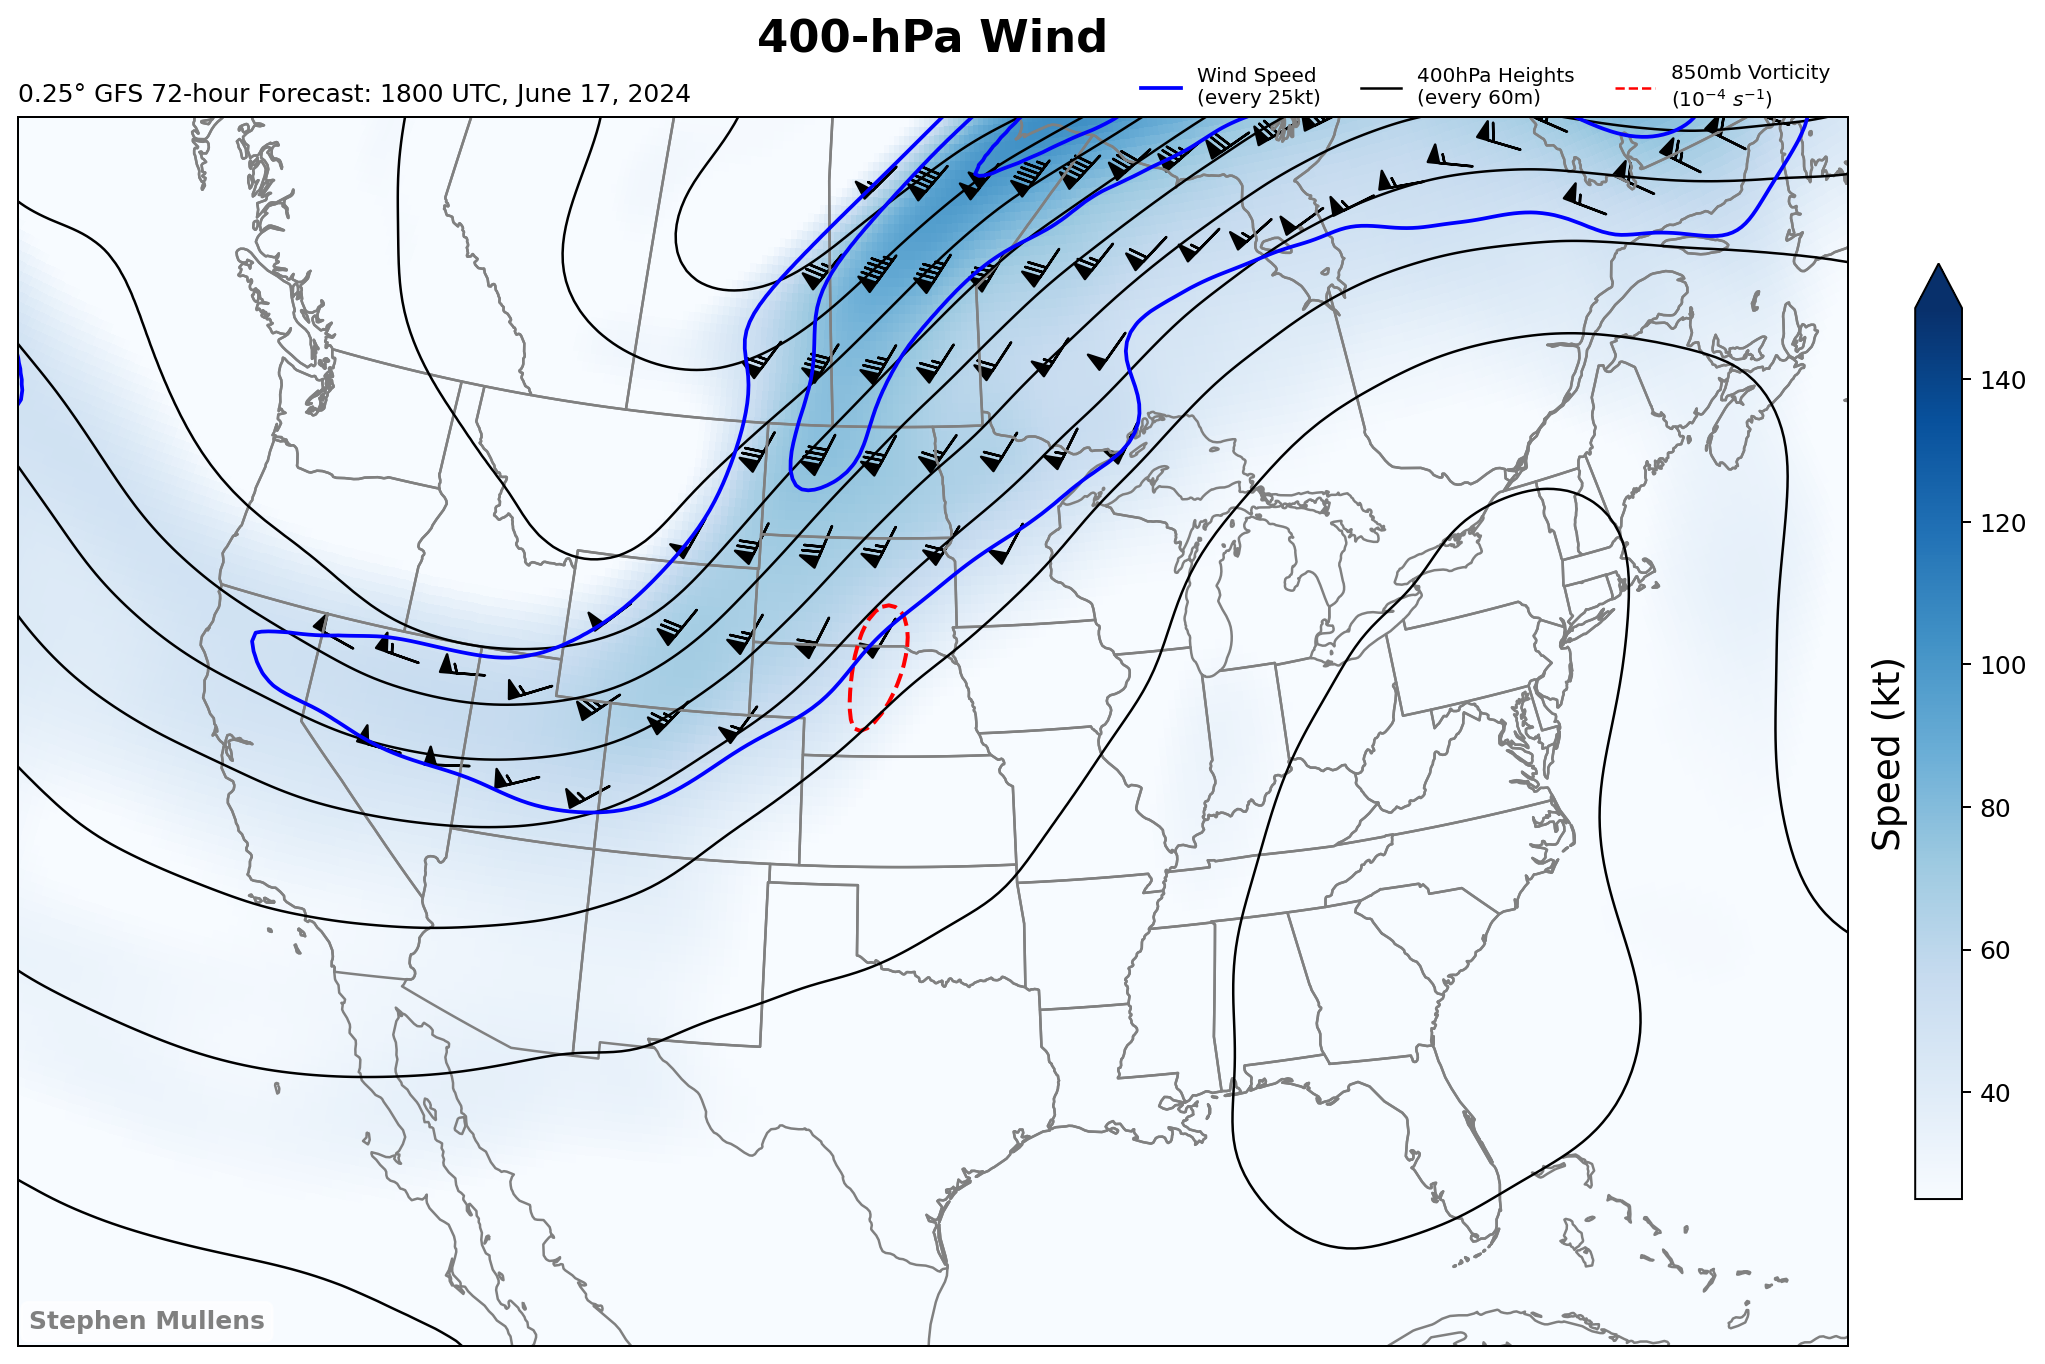 400-hPa Wind
0.25° GFS 72-hour Forecast: 1800 UTC, June 17, 2024
Wind Speed
(every 25kt)
400hPa Heights
(every 60m)
850mb Vorticity
(10⁻⁴ s⁻¹)
140
120
100
80
60
40
Speed (kt)
Stephen Mullens